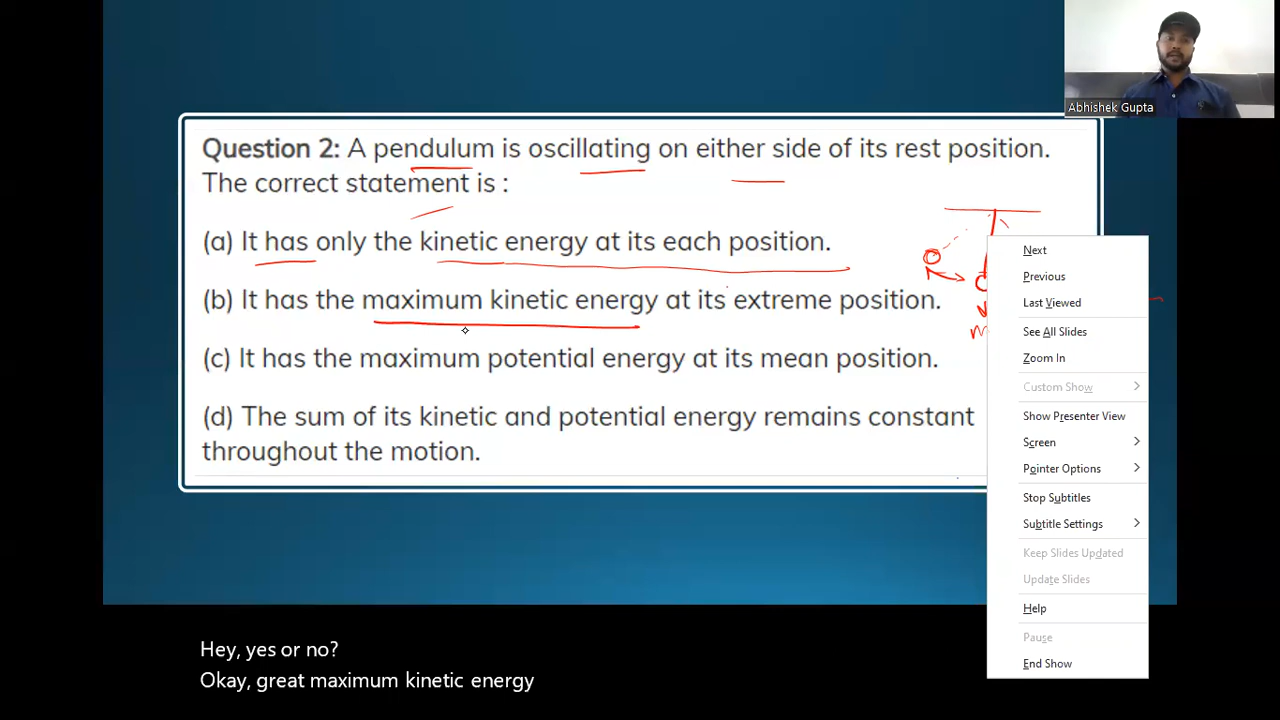 Abhishek Gupta
Question 2: A pendulum is oscillating on either side of its rest position.
The correct statement is :
(a) It has only the kinetic energy at its each position.
(b) It has the maximum kinetic energy at its extreme position.
(c) It has the maximum potential energy at its mean position.
(d) The sum of its kinetic and potential energy remains constant
throughout the motion.
Next
Previous
Last Viewed
See All Slides
Zoom In
Custom Show
Show Presenter View
Screen
Pointer Options
Stop Subtitles
Subtitle Settings
Keep Slides Updated
Update Slides
Help
Pause
End Show
Hey, yes or no?
Okay, great maximum kinetic energy